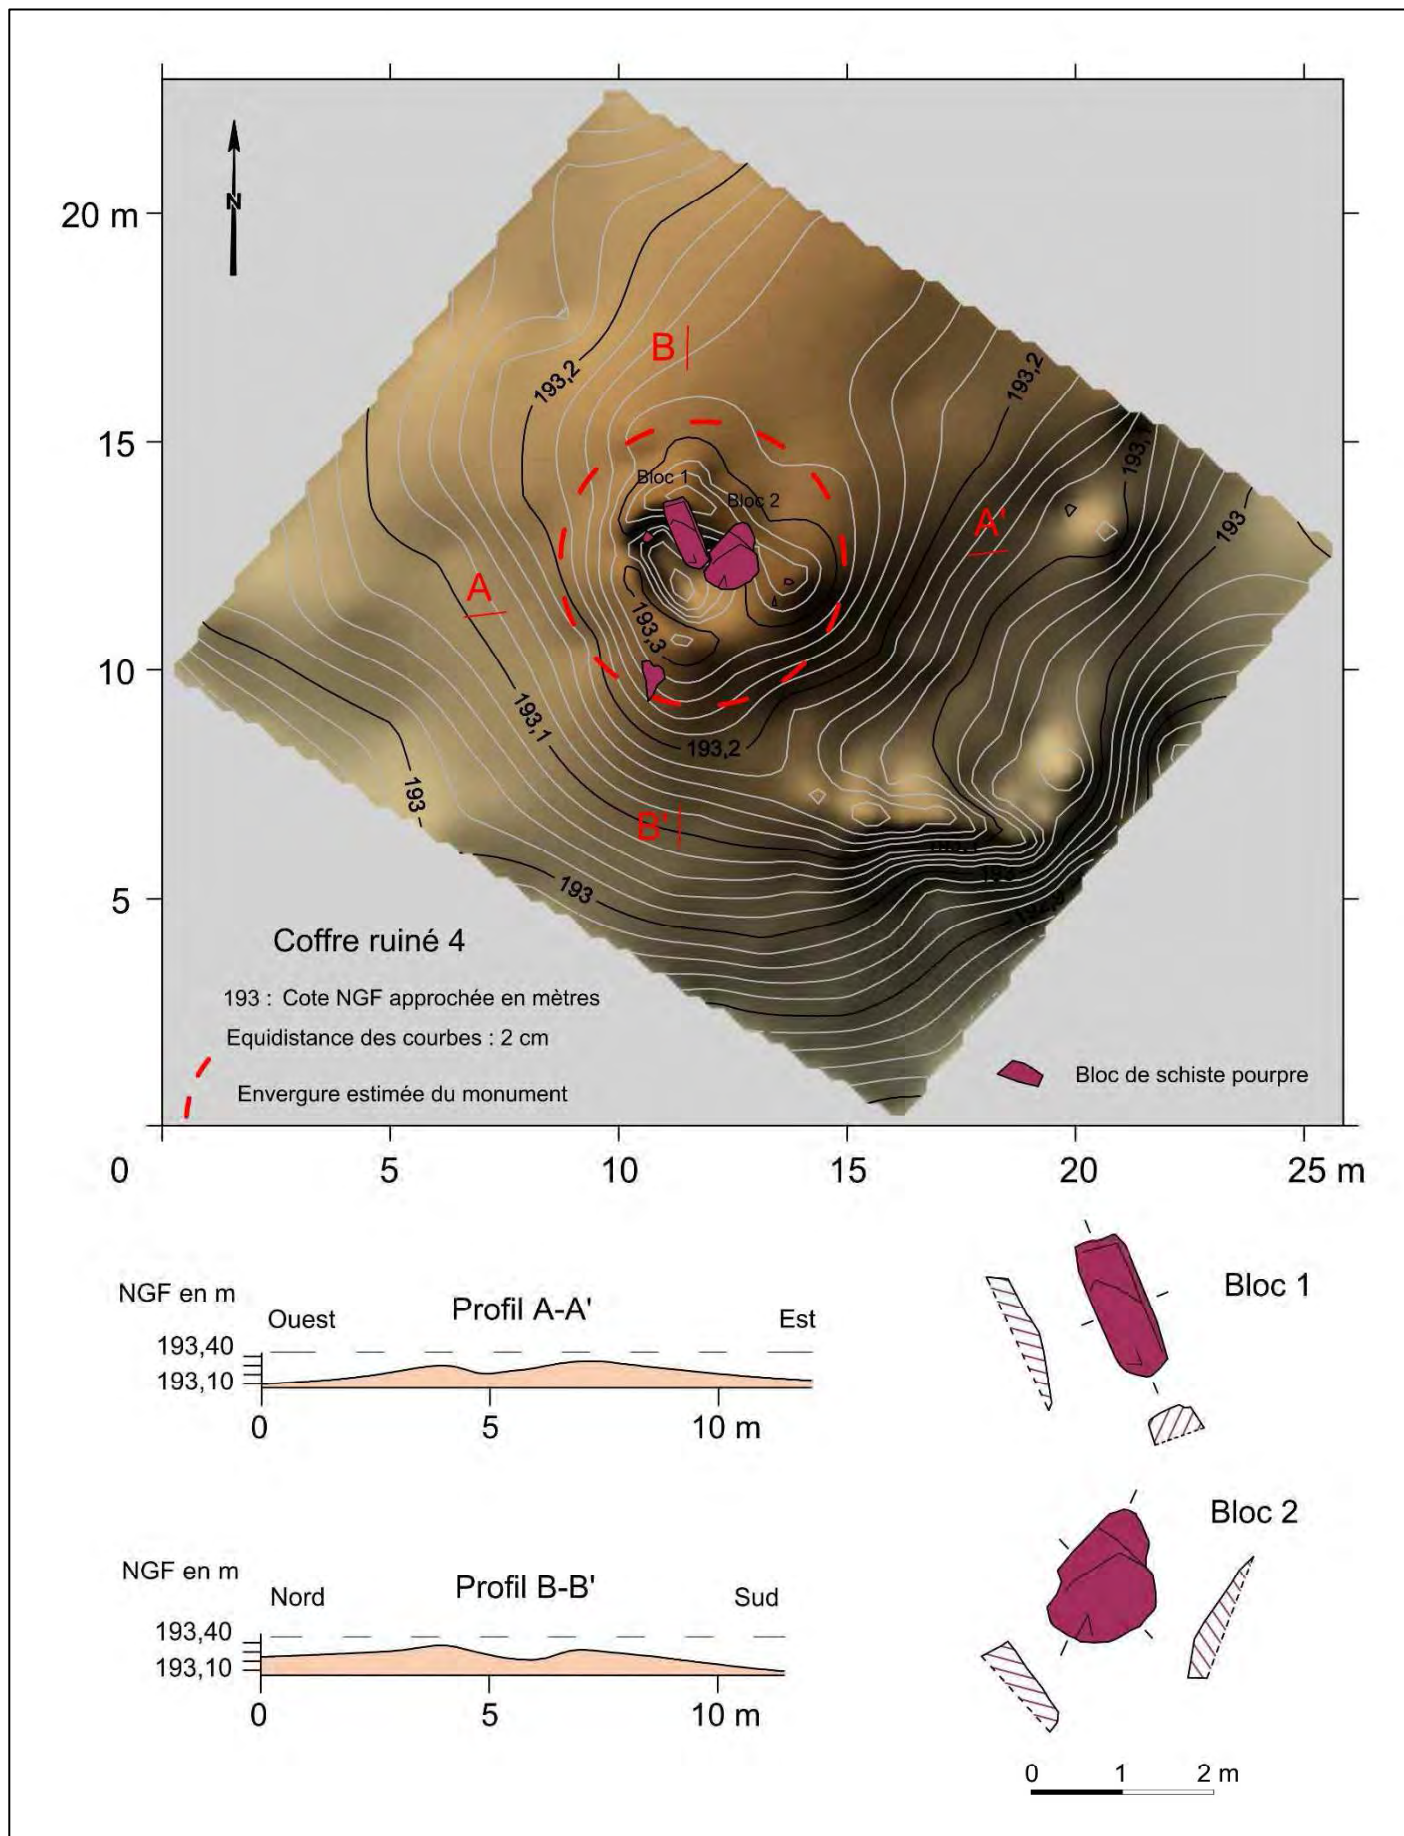 N
20 m
15
10
5
0
5
10
15
20
25 m
193,2
193,2
193,1
193
B
Bloc 1
Bloc 2
A'
A
193,3
193,1
193,2
193
B'
193
192,9
Coffre ruiné 4
193 : Cote NGF approchée en mètres
Equidistance des courbes : 2 cm
Envergure estimée du monument
Bloc de schiste pourpre
NGF en m
Profil A-A'
Ouest
Est
193,40
193,10
0
5
10 m
NGF en m
Profil B-B'
Nord
Sud
193,40
193,10
0
5
10 m
Bloc 1
Bloc 2
0 1 2 m